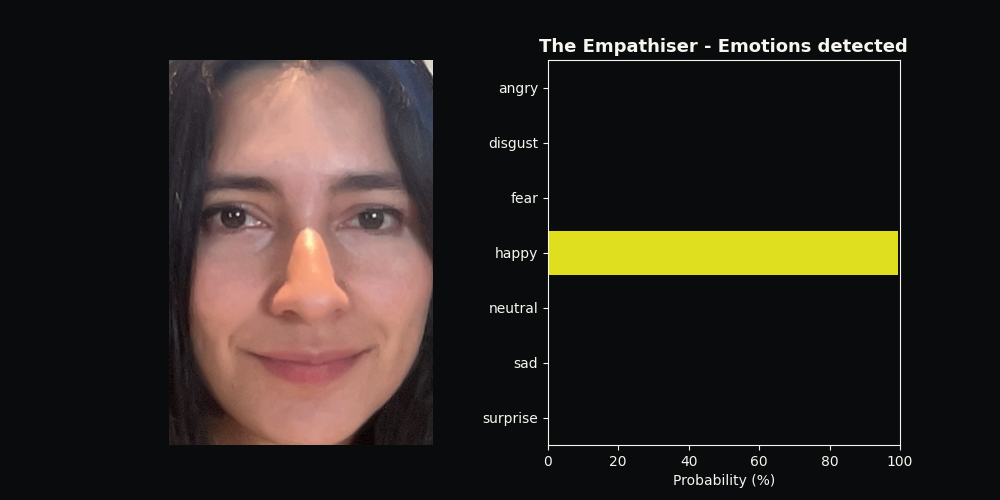 The Empathiser - Emotions detected
angry
disgust
fear
happy
neutral
sad
surprise
0 20 40 60 80 100
Probability (%)